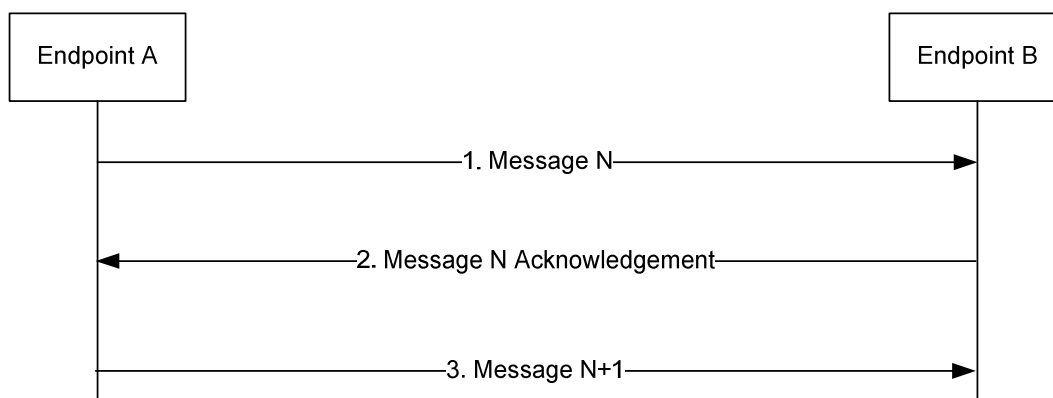 Endpoint A
Endpoint B
1. Message N
2. Message N Acknowledgement
3. Message N+1